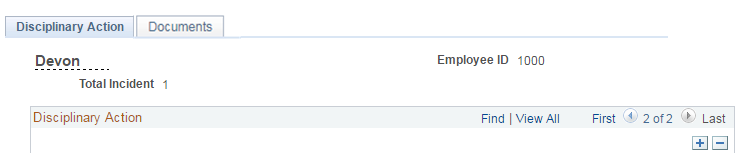 Disciplinary Action Documents
Devon Employee ID 1000
Total Incident 1
Disciplinary Action Find | View All First 2 of 2 Last